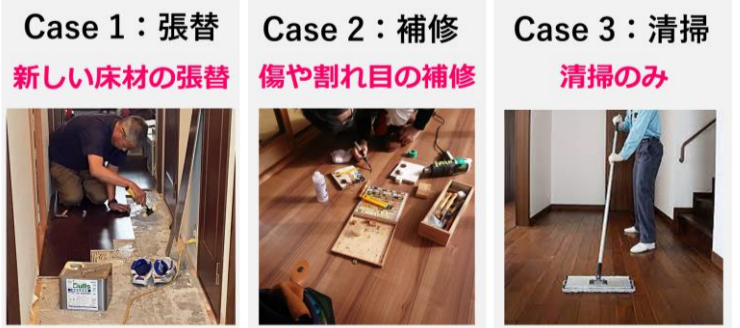 Case 1：張替
新しい床材の張替
Case 2：補修
傷や割れ目の補修
Case 3：清掃
清掃のみ